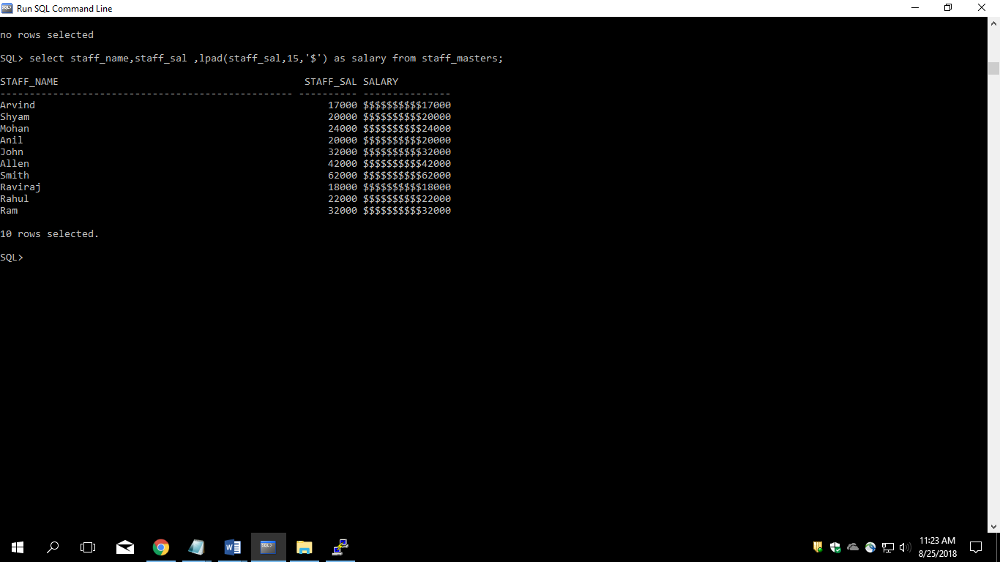 Run SQL Command Line
no rows selected
SQL> select staff_name,staff_sal ,lpad(staff_sal,15,'$') as salary from staff_masters;
STAFF_NAME                                         STAFF_SAL SALARY
-------------------------------------------------- ---------- ---------------
Arvind                                                  17000 $$$$$$$$$$17000
Shyam                                                   20000 $$$$$$$$$$20000
Mohan                                                   24000 $$$$$$$$$$24000
Anil                                                    20000 $$$$$$$$$$20000
John                                                    32000 $$$$$$$$$$32000
Allen                                                   42000 $$$$$$$$$$42000
Smith                                                   62000 $$$$$$$$$$62000
Raviraj                                                 18000 $$$$$$$$$$18000
Rahul                                                   22000 $$$$$$$$$$22000
Ram                                                     32000 $$$$$$$$$$32000
10 rows selected.
SQL>
11:23 AM
8/25/2018